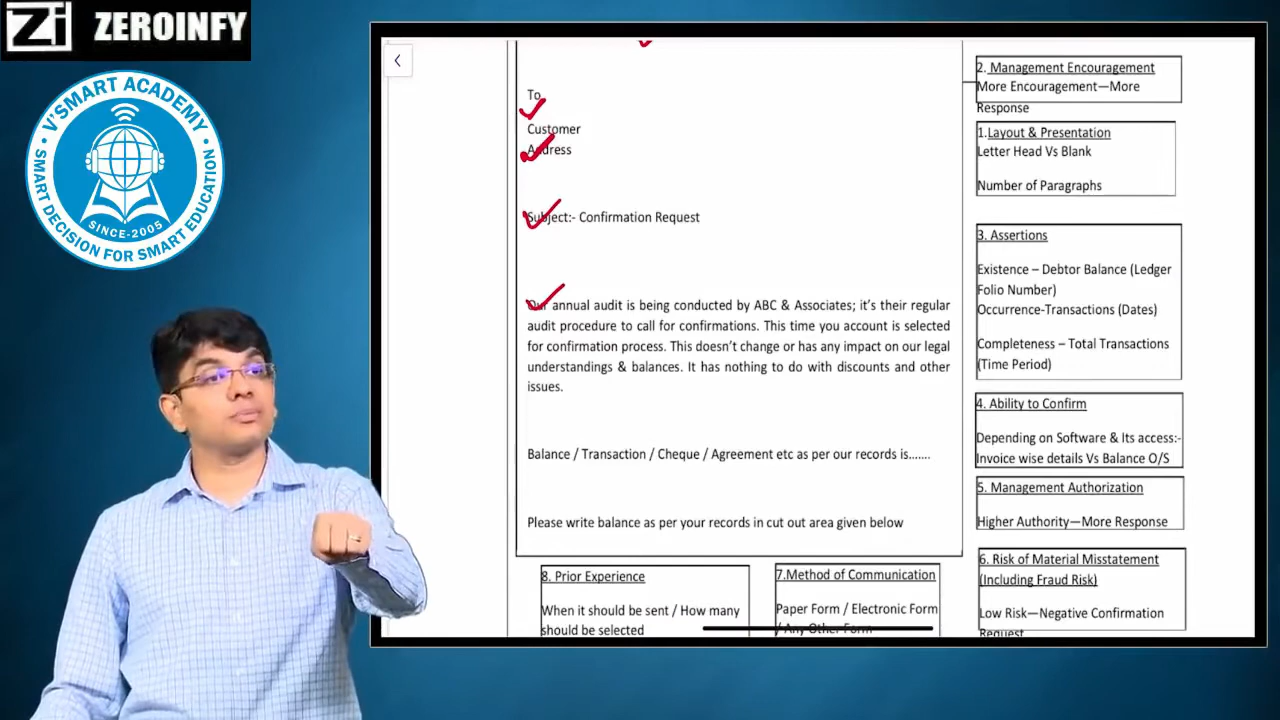 Zi ZEROINFY
V'SMART ACADEMY
SINCE-2005
SMART DECISION FOR SMART EDUCATION
To
Customer
Address
Subject:- Confirmation Request
Our annual audit is being conducted by ABC & Associates; it's their regular
audit procedure to call for confirmations. This time you account is selected
for confirmation process. This doesn't change or has any impact on our legal
understandings & balances. It has nothing to do with discounts and other
issues.
Balance / Transaction / Cheque / Agreement etc as per our records is.......
Please write balance as per your records in cut out area given below
2. Management Encouragement
More Encouragement—More
Response
1.Layout & Presentation
Letter Head Vs Blank
Number of Paragraphs
3. Assertions
Existence – Debtor Balance (Ledger
Folio Number)
Occurrence-Transactions (Dates)
Completeness – Total Transactions
(Time Period)
4. Ability to Confirm
Depending on Software & Its access:-
Invoice wise details Vs Balance O/S
5. Management Authorization
Higher Authority—More Response
6. Risk of Material Misstatement
(Including Fraud Risk)
Low Risk—Negative Confirmation
Request
8. Prior Experience
When it should be sent / How many
should be selected
7.Method of Communication
Paper Form / Electronic Form
/ Any Other Form